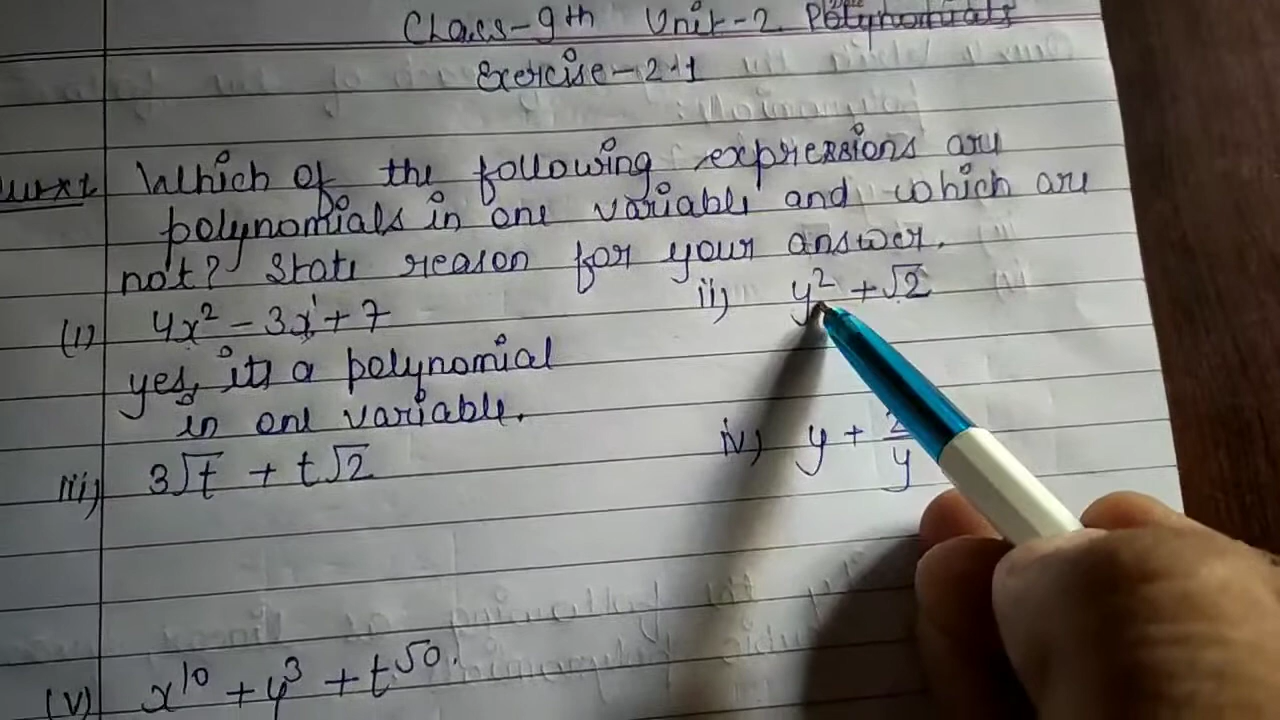 Class-9th Unit-2 Polynomials
Exercise-2.1
Which of the following expressions are
polynomials in one variable and which are
not? State reason for your answer.
(i) 4x² - 3x¹ + 7
ii) y² + √2
yes, its a polynomial
in one variable.
iii) 3√t + t√2
iv) y + 2/y
(v) x¹⁰ + y³ + t⁵⁰.